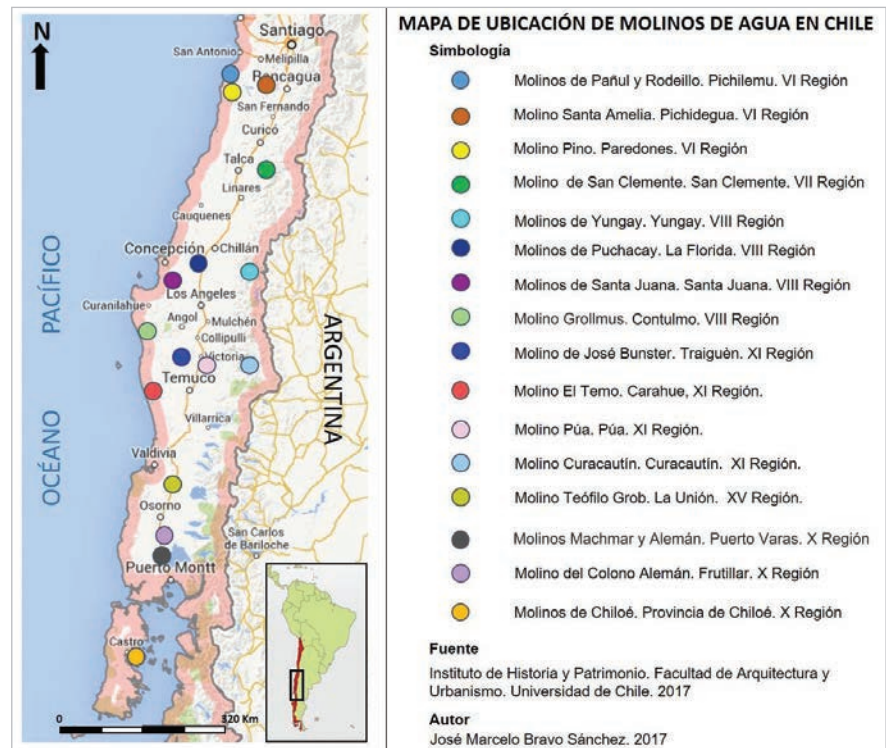 N
Santiago
San Antonio
Melipilla
Rancagua
San Fernando
Curicó
Talca
Linares
Cauquenes
Concepción
Chillán
Los Angeles
Curanilahue
Angol
Mulchén
Collipulli
Victoria
Temuco
Villarrica
Valdivia
Osorno
San Carlos
de Bariloche
Puerto Montt
Castro
OCÉANO PACÍFICO
ARGENTINA
0 320 Km
MAPA DE UBICACIÓN DE MOLINOS DE AGUA EN CHILE
Simbología
Molinos de Pañul y Rodeillo. Pichilemu. VI Región
Molino Santa Amelia. Pichidegua. VI Región
Molino Pino. Paredones. VI Región
Molino de San Clemente. San Clemente. VII Región
Molinos de Yungay. Yungay. VIII Región
Molinos de Puchacay. La Florida. VIII Región
Molinos de Santa Juana. Santa Juana. VIII Región
Molino Grollmus. Contulmo. VIII Región
Molino de José Bunster. Traiguèn. XI Región
Molino El Temo. Carahue, XI Región.
Molino Púa. Púa. XI Región.
Molino Curacautín. Curacautín. XI Región.
Molino Teófilo Grob. La Unión. XV Región.
Molinos Machmar y Alemán. Puerto Varas. X Región
Molino del Colono Alemán. Frutillar. X Región
Molinos de Chiloé. Provincia de Chiloé. X Región
Fuente
Instituto de Historia y Patrimonio. Facultad de Arquitectura y
Urbanismo. Universidad de Chile. 2017
Autor
José Marcelo Bravo Sánchez. 2017